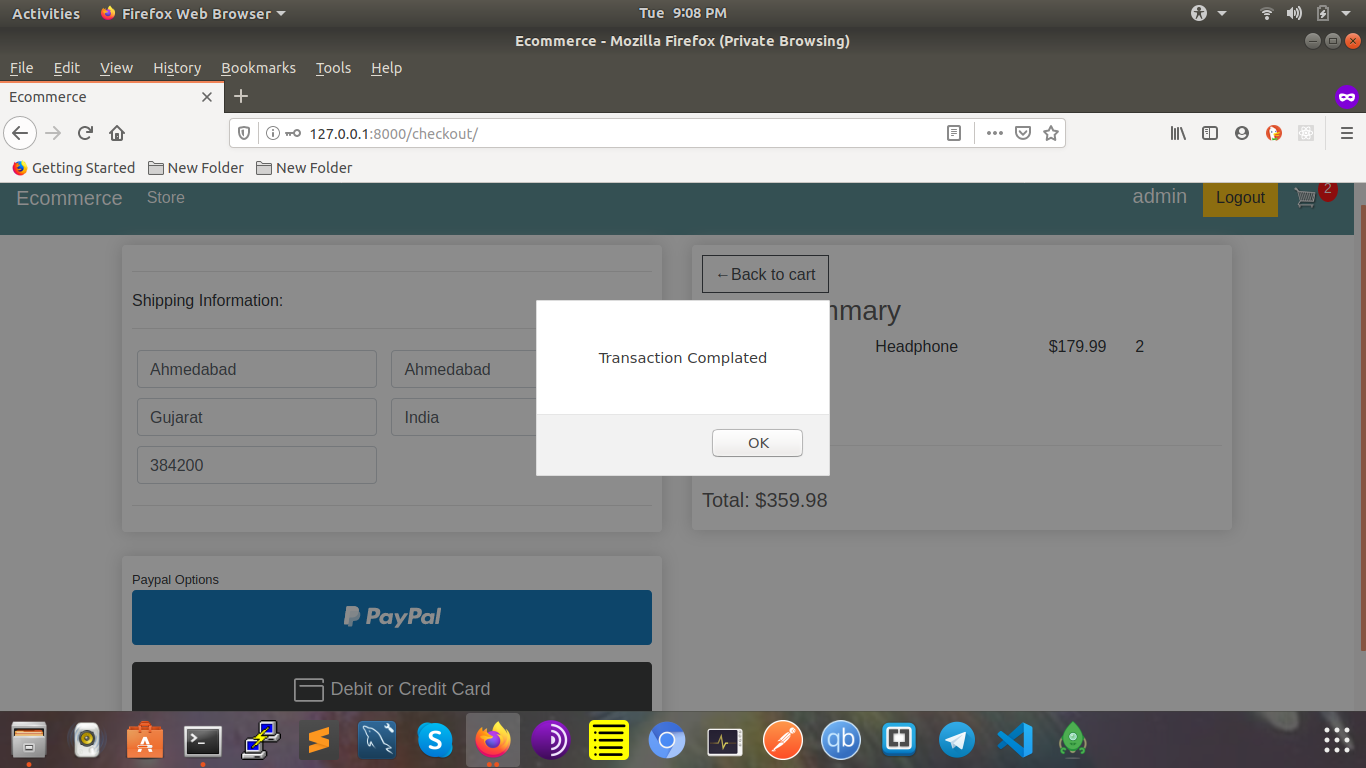 Activities Firefox Web Browser Tue 9:08 PM
Ecommerce - Mozilla Firefox (Private Browsing)
File Edit View History Bookmarks Tools Help
Ecommerce
127.0.0.1:8000/checkout/
Getting Started New Folder New Folder
Ecommerce Store admin Logout 2
←Back to cart
Shipping Information:
mmary
Headphone $179.99 2
Transaction Complated
Ahmedabad Ahmedabad
Gujarat India
OK
384200
Total: $359.98
Paypal Options
PayPal
Debit or Credit Card
S
qb